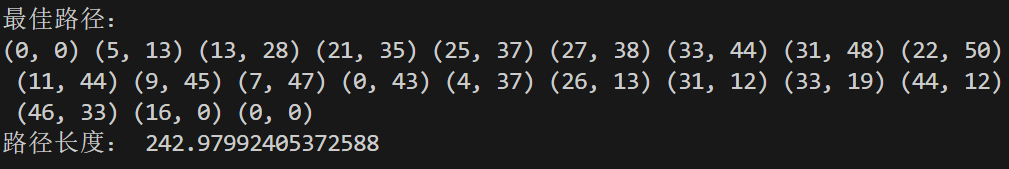 最佳路径：
(0, 0) (5, 13) (13, 28) (21, 35) (25, 37) (27, 38) (33, 44) (31, 48) (22, 50)
(11, 44) (9, 45) (7, 47) (0, 43) (4, 37) (26, 13) (31, 12) (33, 19) (44, 12)
(46, 33) (16, 0) (0, 0)
路径长度： 242.97992405372588